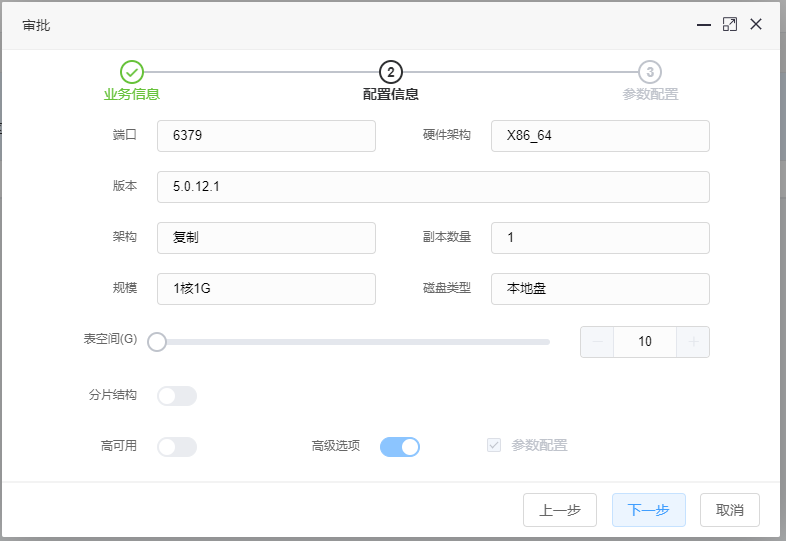 审批
2 3
业务信息 配置信息 参数配置
端口 6379 硬件架构 X86_64
版本 5.0.12.1
架构 复制 副本数量 1
规模 1核1G 磁盘类型 本地盘
表空间(G) 10
分片结构
高可用 高级选项 参数配置
上一步 下一步 取消